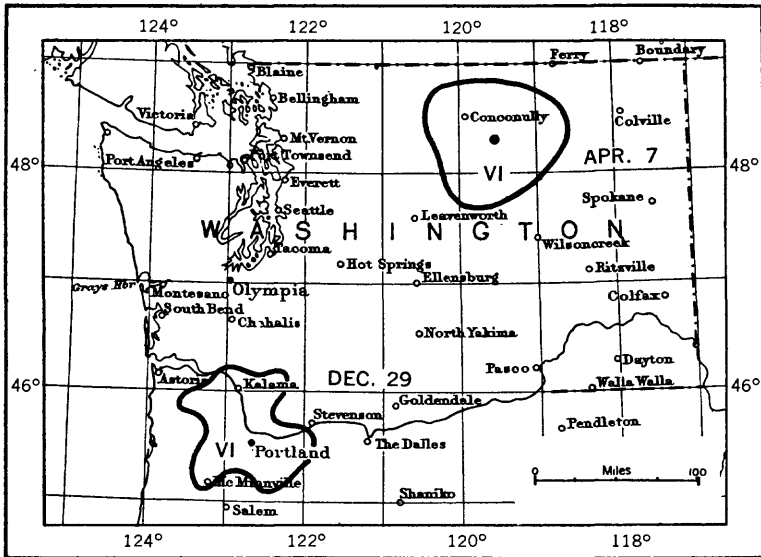 124° 122° 120° 118°
Ferry Boundary
Blaine
Bellingham
Victoria
Conconully
Colville
Mt. Vernon
48° Port Angeles Townsend VI APR. 7 48°
Everett
Spokane
Seattle Leavenworth
WASHINGTON
Wilsoncreek
Tacoma
Hot Springs Ritsville
Grays Hbr Olympia Ellensburg
Montesano Colfax
South Bend
Chehalis North Yakima
Pasco Dayton
46° Astoria Kalama DEC. 29 Walla Walla 46°
Goldendale
Stevenson Pendleton
VI Portland The Dalles
Miles
McMinnville 0 100
Salem Shaniko
124° 122° 120° 118°